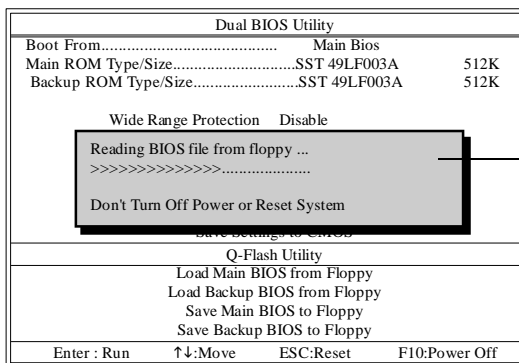 Dual BIOS Utility
Boot From.......................................... Main Bios
Main ROM Type/Size.............................SST 49LF003A 512K
Backup ROM Type/Size.........................SST 49LF003A 512K
Wide Range Protection Disable
Reading BIOS file from floppy ...
>>>>>>>>>>>>>>.....................
Don't Turn Off Power or Reset System
Save Settings to CMOS
Q-Flash Utility
Load Main BIOS from Floppy
Load Backup BIOS from Floppy
Save Main BIOS to Floppy
Save Backup BIOS to Floppy
Enter : Run ↑↓:Move ESC:Reset F10:Power Off